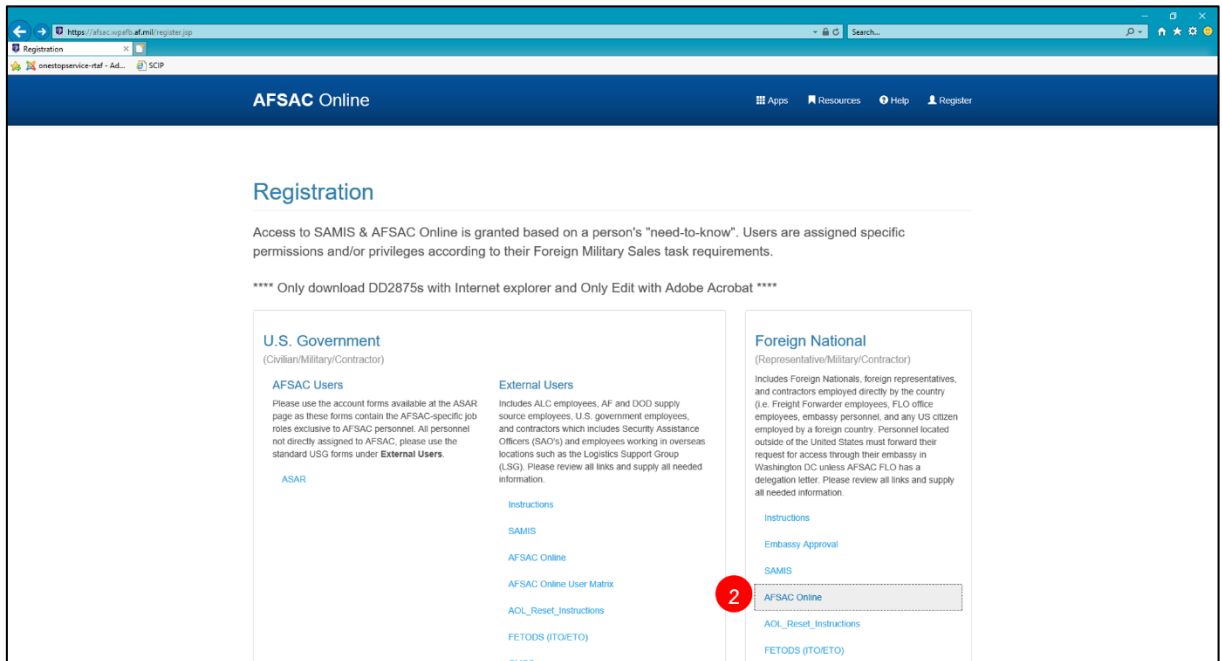 https://afsac.wpafb.af.mil/register.jsp
Search...
Registration
onestopservice-rtaf - Ad...
SCIP
AFSAC Online
Apps
Resources
Help
Register
Registration
Access to SAMIS & AFSAC Online is granted based on a person's "need-to-know". Users are assigned specific
permissions and/or privileges according to their Foreign Military Sales task requirements.
**** Only download DD2875s with Internet explorer and Only Edit with Adobe Acrobat ****
U.S. Government
(Civilian/Military/Contractor)
AFSAC Users
Please use the account forms available at the ASAR
page as these forms contain the AFSAC-specific job
roles exclusive to AFSAC personnel. All personnel
not directly assigned to AFSAC, please use the
standard USG forms under External Users.
ASAR
External Users
Includes ALC employees, AF and DOD supply
source employees, U.S. government employees,
and contractors which includes Security Assistance
Officers (SAO's) and employees working in overseas
locations such as the Logistics Support Group
(LSG). Please review all links and supply all needed
information.
Instructions
SAMIS
AFSAC Online
AFSAC Online User Matrix
AOL_Reset_Instructions
FETODS (ITO/ETO)
Foreign National
(Representative/Military/Contractor)
Includes Foreign Nationals, foreign representatives,
and contractors employed directly by the country
(i.e. Freight Forwarder employees, FLO office
employees, embassy personnel, and any US citizen
employed by a foreign country. Personnel located
outside of the United States must forward their
request for access through their embassy in
Washington DC unless AFSAC FLO has a
delegation letter. Please review all links and supply
all needed information.
Instructions
Embassy Approval
SAMIS
2
AFSAC Online
AOL_Reset_Instructions
FETODS (ITO/ETO)